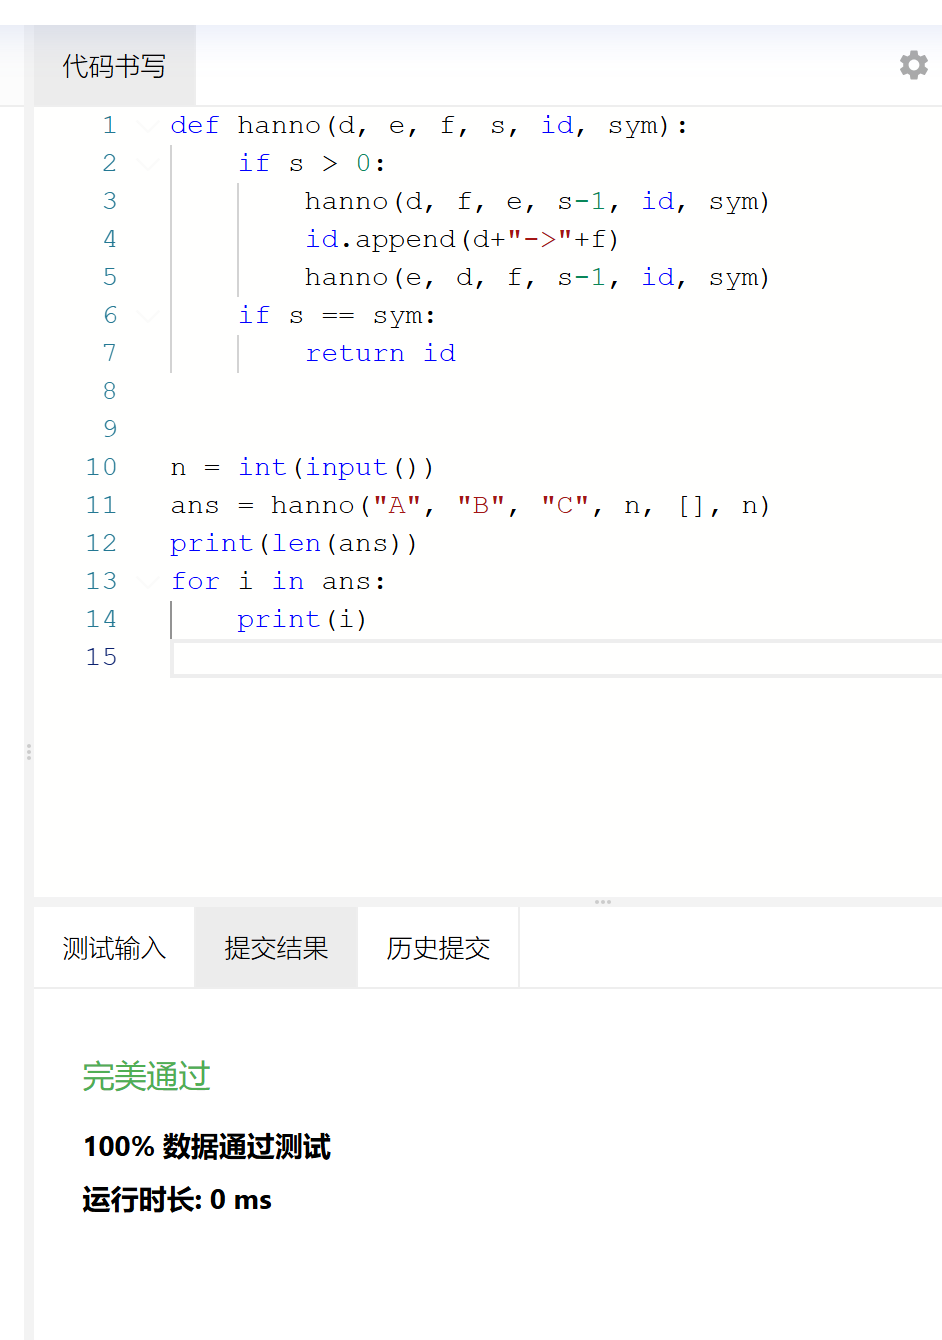 代码书写
1 def hanno(d, e, f, s, id, sym):
2     if s > 0:
3         hanno(d, f, e, s-1, id, sym)
4         id.append(d+"->"+f)
5         hanno(e, d, f, s-1, id, sym)
6     if s == sym:
7         return id
8
9
10 n = int(input())
11 ans = hanno("A", "B", "C", n, [], n)
12 print(len(ans))
13 for i in ans:
14     print(i)
15
测试输入 提交结果 历史提交
完美通过
100% 数据通过测试
运行时长: 0 ms